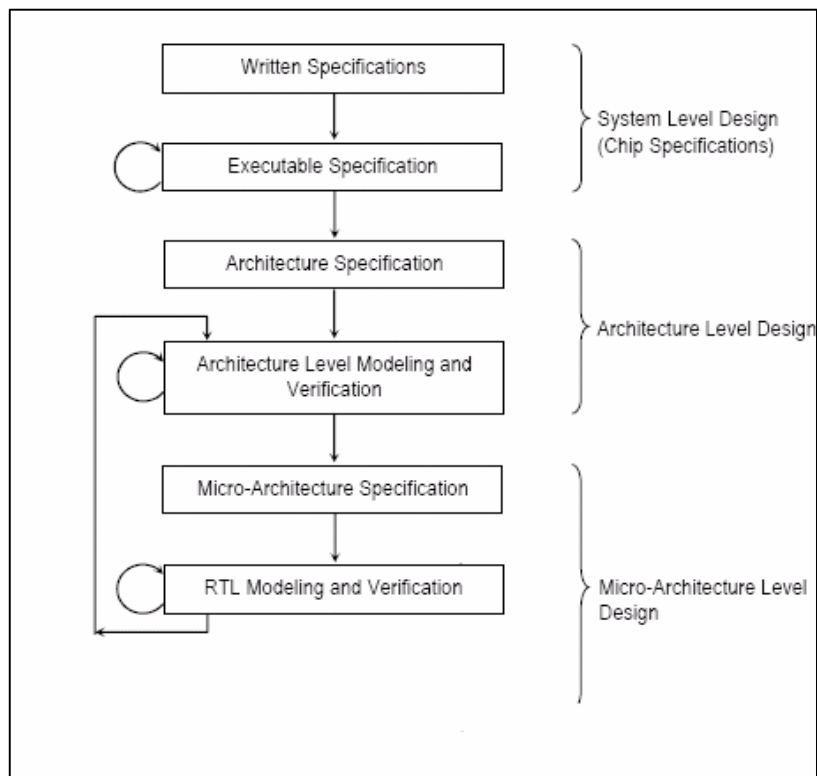 Written Specifications
System Level Design
(Chip Specifications)
Executable Specification
Architecture Specification
Architecture Level Design
Architecture Level Modeling and
Verification
Micro-Architecture Specification
RTL Modeling and Verification
Micro-Architecture Level
Design